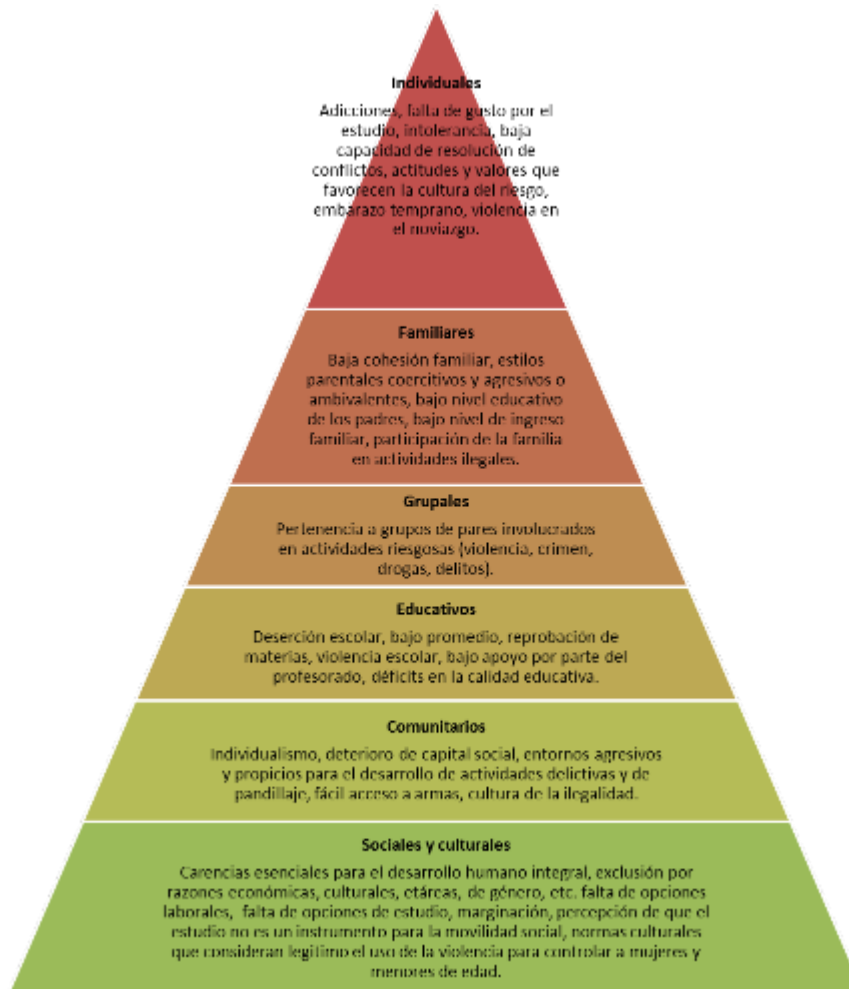 Individuales
Adicciones, falta de gusto por el
estudio, intolerancia, baja
capacidad de resolución de
conflictos, actitudes y valores que
favorecen la cultura del riesgo,
embarazo temprano, violencia en
el noviazgo.
Familiares
Baja cohesión familiar, estilos
parentales coercitivos y agresivos o
ambivalentes, bajo nivel educativo
de los padres, bajo nivel de ingreso
familiar, participación de la familia
en actividades ilegales.
Grupales
Pertenencia a grupos de pares involucrados
en actividades riesgosas (violencia, crimen,
drogas, delitos).
Educativos
Deserción escolar, bajo promedio, reprobación de
materias, violencia escolar, bajo apoyo por parte del
profesorado, déficits en la calidad educativa.
Comunitarios
Individualismo, deterioro de capital social, entornos agresivos
y propicios para el desarrollo de actividades delictivas y de
pandillaje, fácil acceso a armas, cultura de la ilegalidad.
Sociales y culturales
Carencias esenciales para el desarrollo humano integral, exclusión por
razones económicas, culturales, etáreas, de género, etc. falta de opciones
laborales, falta de opciones de estudio, marginación, percepción de que el
estudio no es un instrumento para la movilidad social, normas culturales
que consideran legítimo el uso de la violencia para controlar a mujeres y
menores de edad.